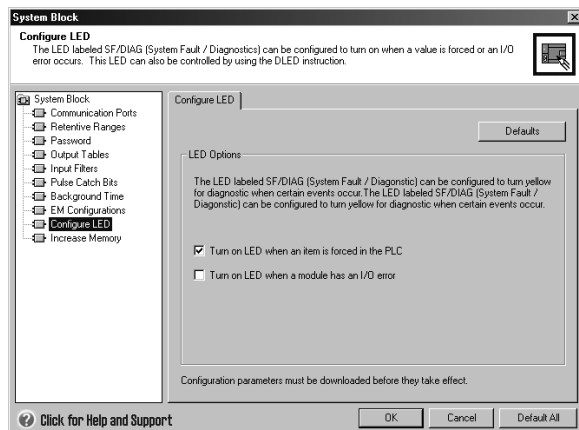 System Block
Configure LED
The LED labeled SF/DIAG (System Fault / Diagnostics) can be configured to turn on when a value is forced or an I/O
error occurs. This LED can also be controlled by using the DLED instruction.
System Block
Communication Ports
Retentive Ranges
Password
Output Tables
Input Filters
Pulse Catch Bits
Background Time
EM Configurations
Configure LED
Increase Memory
Configure LED
Defaults
LED Options
The LED labeled SF/DIAG (System Fault / Diagonstic) can be configured to turn yellow
for diagnostic when certain events occur.The LED labeled SF/DIAG (System Fault /
Diagonstic) can be configured to turn yellow for diagnostic when certain events occur.
Turn on LED when an item is forced in the PLC
Turn on LED when a module has an I/O error
Configuration parameters must be downloaded before they take effect.
Click for Help and Support
OK
Cancel
Default All